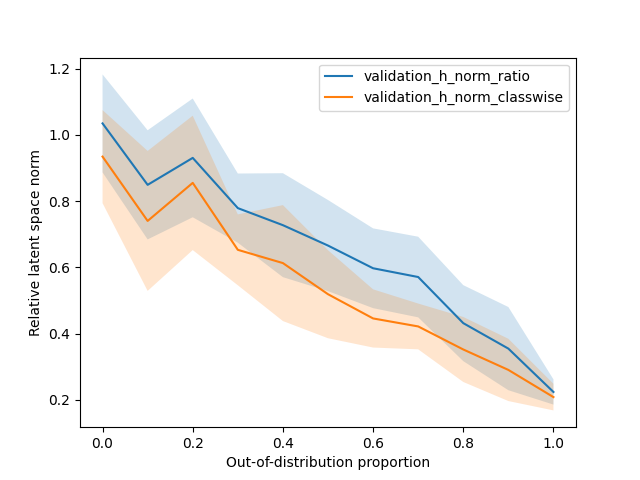 validation_h_norm_ratio
validation_h_norm_classwise
1.2
1.0
0.8
0.6
0.4
0.2
Relative latent space norm
0.0 0.2 0.4 0.6 0.8 1.0
Out-of-distribution proportion